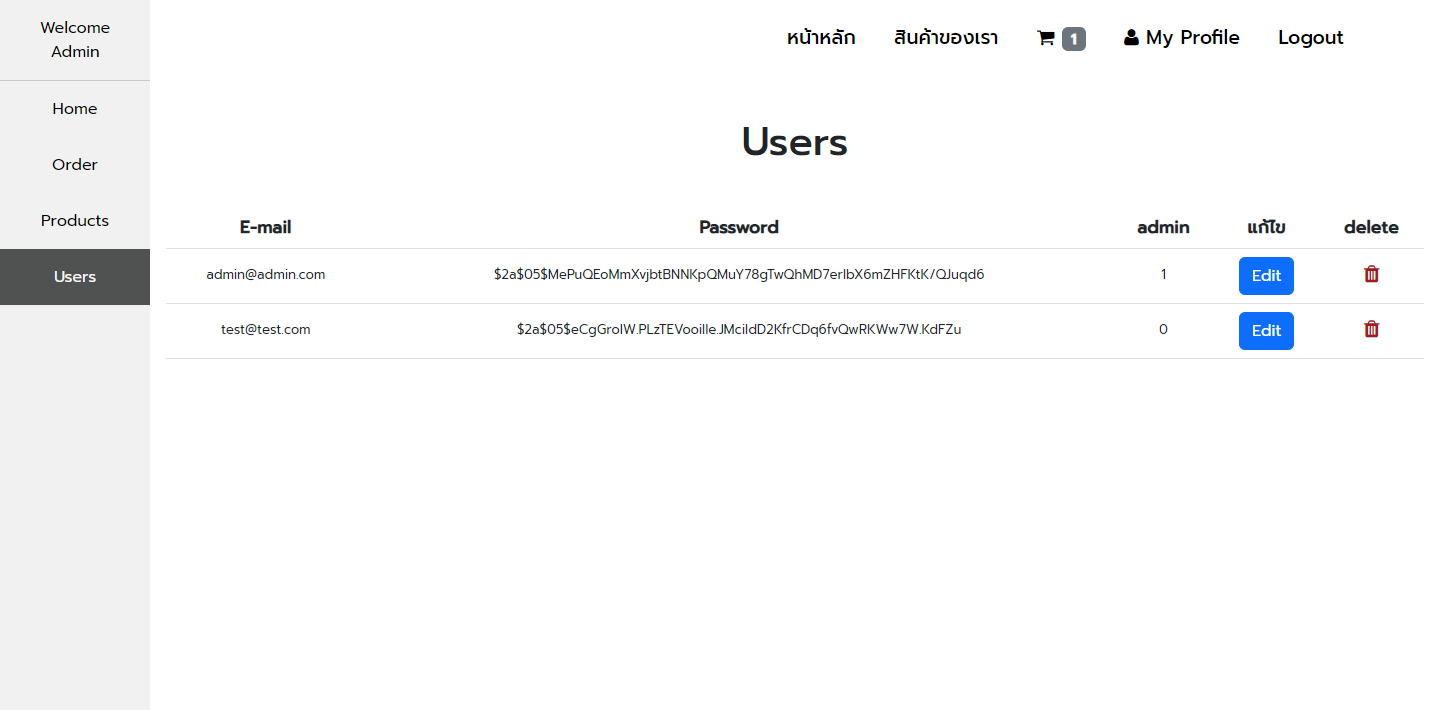 Welcome
Admin
Home
Order
Products
Users
หน้าหลัก สินค้าของเรา 1 My Profile Logout
Users
E-mail Password admin แก้ไข delete
admin@admin.com $2a$05$MePuQEoMmXvjbtBNNKpQMuY78gTwQhMD7erIbX6mZHFKtK/QJuqd6 1 Edit
test@test.com $2a$05$eCgGroIW.PLzTEVooiIle.JMciIdD2KfrCDq6fvQwRKWw7W.KdFZu 0 Edit